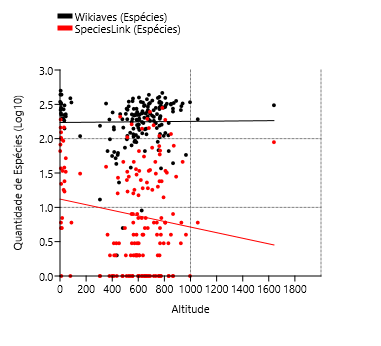 Wikiaves (Espécies)
SpeciesLink (Espécies)
3.0
2.5
2.0
1.5
1.0
0.5
0.0
Quantidade de Espécies (Log10)
0 200 400 600 800 1000 1200 1400 1600 1800
Altitude